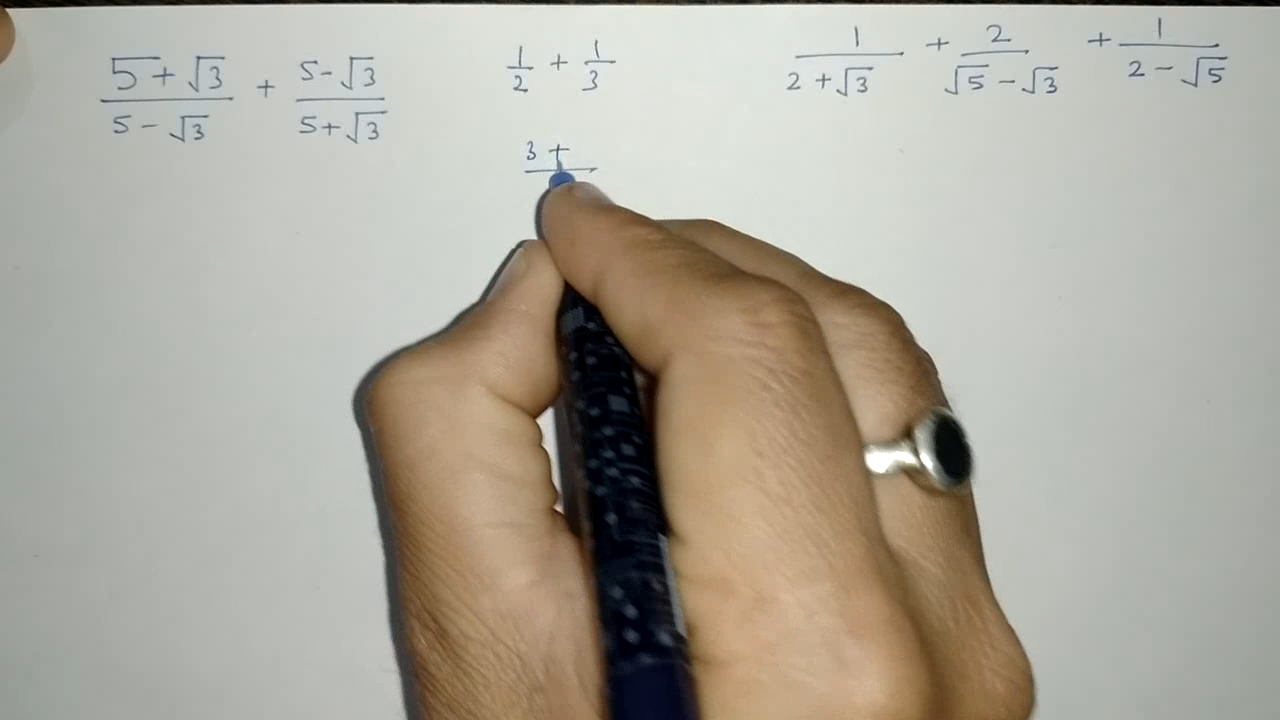 5+√3/5-√3 + 5-√3/5+√3
1/2 + 1/3
3 +
1/2+√3 + 2/√5-√3 + 1/2-√5